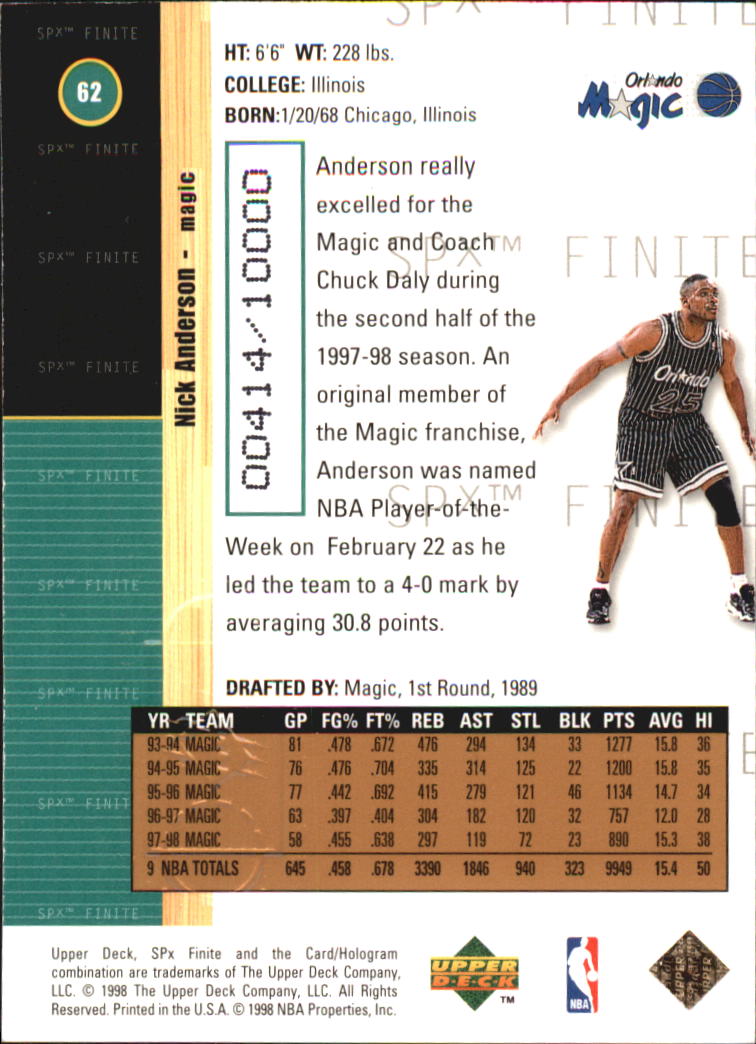 SPx™ FINITE
62
SPx™ FINITE
SPx™ FINITE
SPx™ FINITE
SPx™ FINITE
SPx™ FINITE
SPx™ FINITE
SPx™ FINIT
SPx™ FINITE
Nick Anderson - magic
00414/10000
HT: 6'6" WT: 228 lbs.
COLLEGE: Illinois
BORN:1/20/68 Chicago, Illinois
Orlando
Magic
SPx™ FINITE
SPx™ FINITE
Anderson really
excelled for the
Magic and Coach
Chuck Daly during
the second half of the
1997-98 season. An
original member of
the Magic franchise,
Anderson was named
NBA Player-of-the-
Week on February 22 as he
led the team to a 4-0 mark by
averaging 30.8 points.
Orlando
25
DRAFTED BY: Magic, 1st Round, 1989
YR TEAM GP FG% FT% REB AST STL BLK PTS AVG HI
93-94 MAGIC 81 .478 .672 476 294 134 33 1277 15.8 36
94-95 MAGIC 76 .476 .704 335 314 125 22 1200 15.8 35
95-96 MAGIC 77 .442 .692 415 279 121 46 1134 14.7 34
96-97 MAGIC 63 .397 .404 304 182 120 32 757 12.0 28
97-98 MAGIC 58 .455 .638 297 119 72 23 890 15.3 38
9 NBA TOTALS 645 .458 .678 3390 1846 940 323 9949 15.4 50
Upper Deck, SPx Finite and the Card/Hologram
combination are trademarks of The Upper Deck Company,
LLC. © 1998 The Upper Deck Company, LLC. All Rights
Reserved. Printed in the U.S.A. © 1998 NBA Properties, Inc.
UPPER
DECK
™
NBA
UPPER